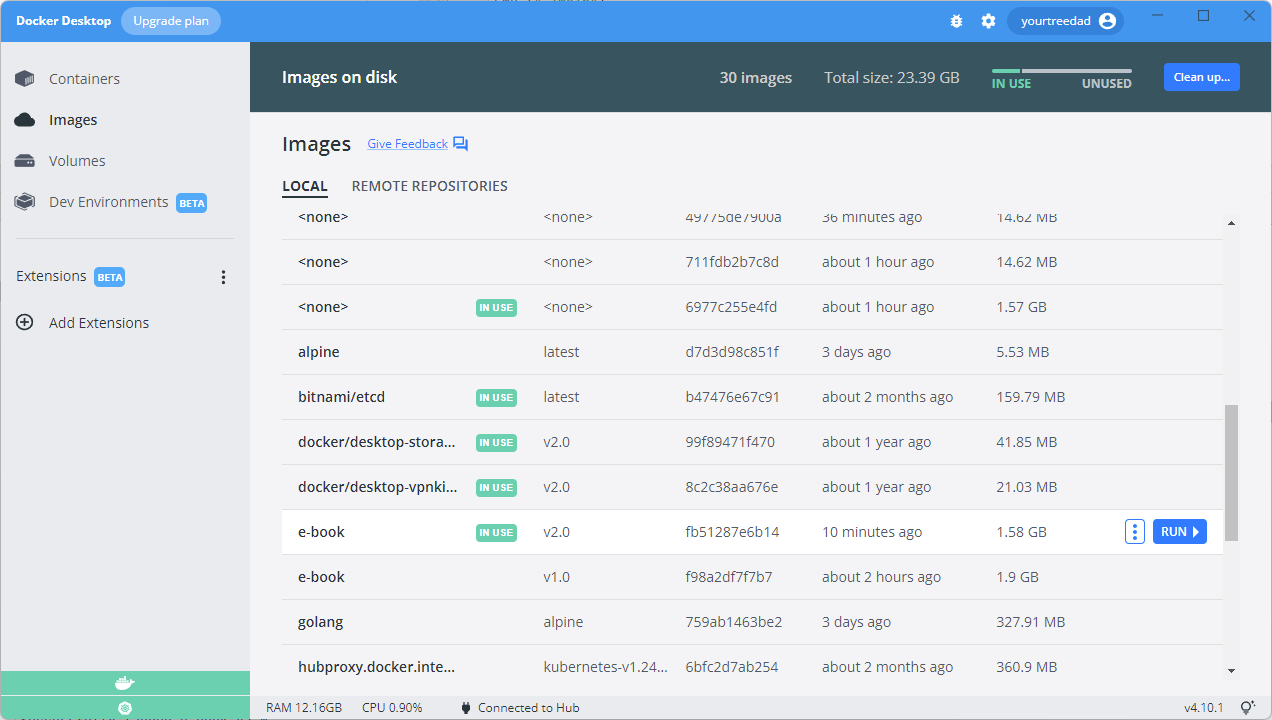 Docker Desktop Upgrade plan yourtreedad
Containers
Images
Volumes
Dev Environments BETA
Extensions BETA
Add Extensions
Images on disk 30 images Total size: 23.39 GB IN USE UNUSED Clean up...
Images Give Feedback
LOCAL REMOTE REPOSITORIES
<none> <none> 49775de7900a 36 minutes ago 14.62 MB
<none> <none> 711fdb2b7c8d about 1 hour ago 14.62 MB
<none> IN USE <none> 6977c255e4fd about 1 hour ago 1.57 GB
alpine latest d7d3d98c851f 3 days ago 5.53 MB
bitnami/etcd IN USE latest b47476e67c91 about 2 months ago 159.79 MB
docker/desktop-stora... IN USE v2.0 99f89471f470 about 1 year ago 41.85 MB
docker/desktop-vpnki... IN USE v2.0 8c2c38aa676e about 1 year ago 21.03 MB
e-book IN USE v2.0 fb51287e6b14 10 minutes ago 1.58 GB RUN
e-book v1.0 f98a2df7f7b7 about 2 hours ago 1.9 GB
golang alpine 759ab1463be2 3 days ago 327.91 MB
hubproxy.docker.inte... kubernetes-v1.24... 6bfc2d7ab254 about 2 months ago 360.9 MB
RAM 12.16GB CPU 0.90% Connected to Hub v4.10.1